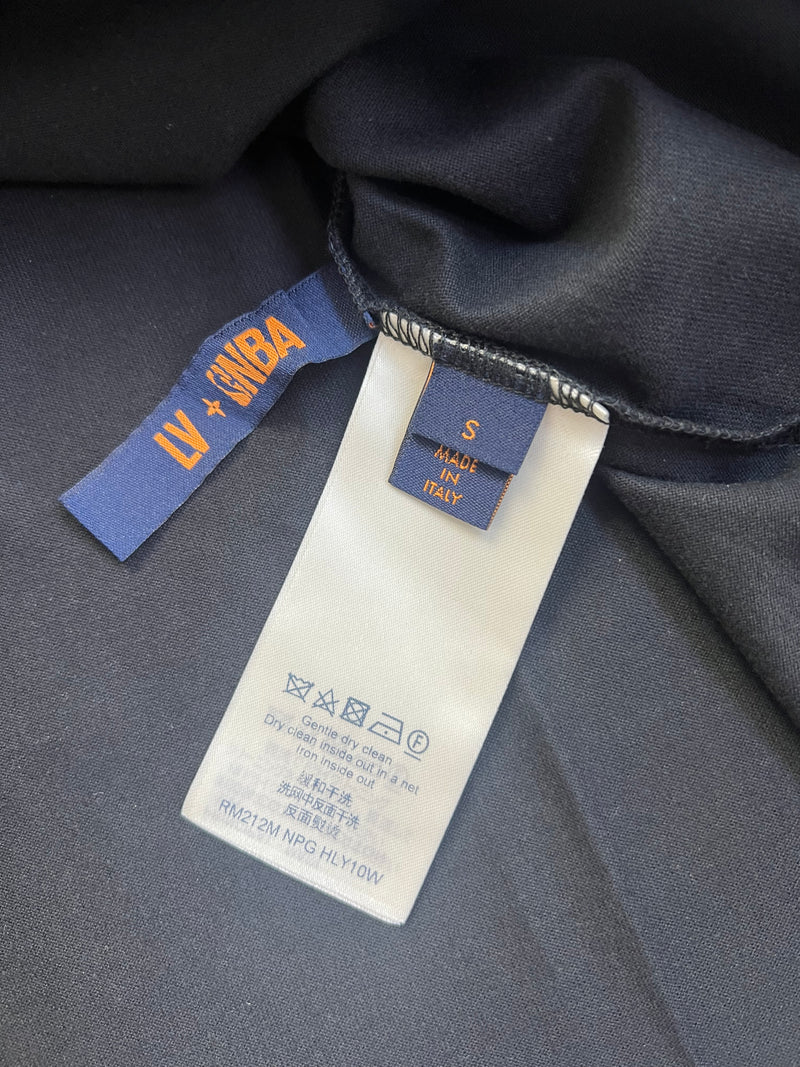 LV + NBA
S
MADE
IN
ITALY
F
Gentle dry clean
Dry clean inside out in a net
Iron inside out
缓和干洗
洗网中反面干洗
反面熨烫
RM212M NPG HLY10W